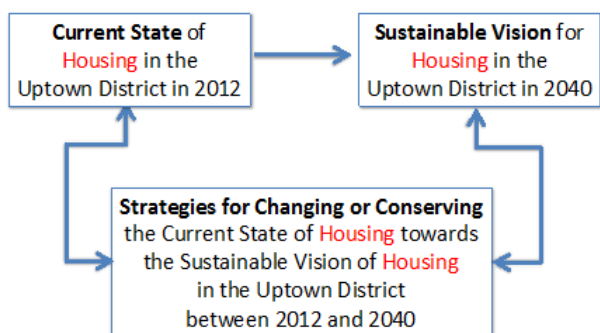 Current State of
Housing in the
Uptown District in 2012
Sustainable Vision for
Housing in the
Uptown District in 2040
Strategies for Changing or Conserving
the Current State of Housing towards
the Sustainable Vision of Housing
in the Uptown District
between 2012 and 2040